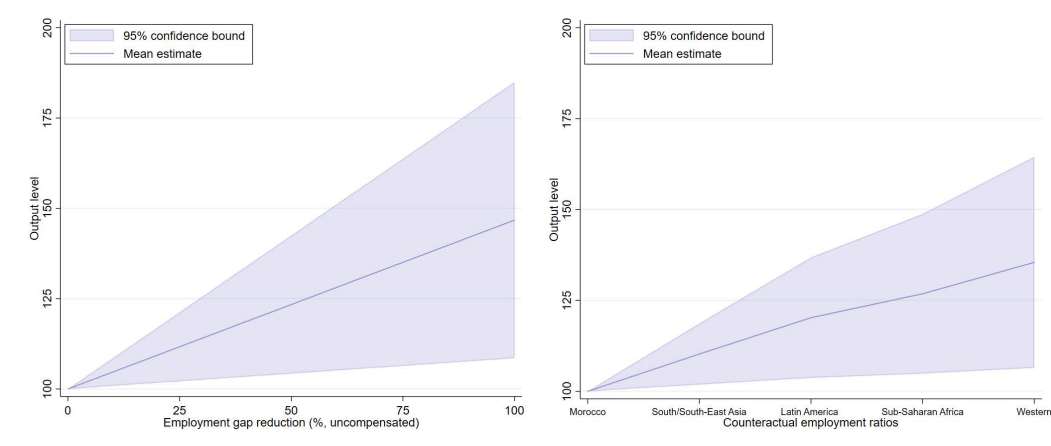 200
175
150
125
100
Output level
95% confidence bound
Mean estimate
0 25 50 75 100
Employment gap reduction (%, uncompensated)
200
175
150
125
100
Output level
95% confidence bound
Mean estimate
Morocco South/South-East Asia Latin America Sub-Saharan Africa Western
Counteractual employment ratios